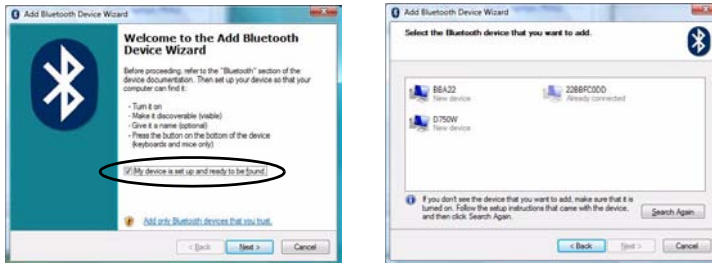 Add Bluetooth Device Wizard
Welcome to the Add Bluetooth
Device Wizard
Before proceeding, refer to the "Bluetooth" section of the
device documentation. Then set up your device so that your
computer can find it:
- Turn it on
- Make it discoverable (visible)
- Give it a name (optional)
- Press the button on the bottom of the device
(keyboards and mice only)
My device is set up and ready to be found.
Add only Bluetooth devices that you trust.
< Back
Next >
Cancel
Add Bluetooth Device Wizard
Select the Bluetooth device that you want to add.
BBA22
New device
22BBFC0DD
Already connected
D750W
New device
If you don't see the device that you want to add, make sure that it is
turned on. Follow the setup instructions that came with the device,
and then click Search Again.
Search Again
< Back
Next >
Cancel